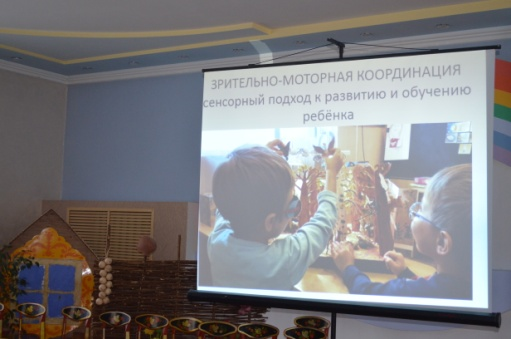 ЗРИТЕЛЬНО-МОТОРНАЯ КООРДИНАЦИЯ
сенсорный подход к развитию и обучению
ребёнка